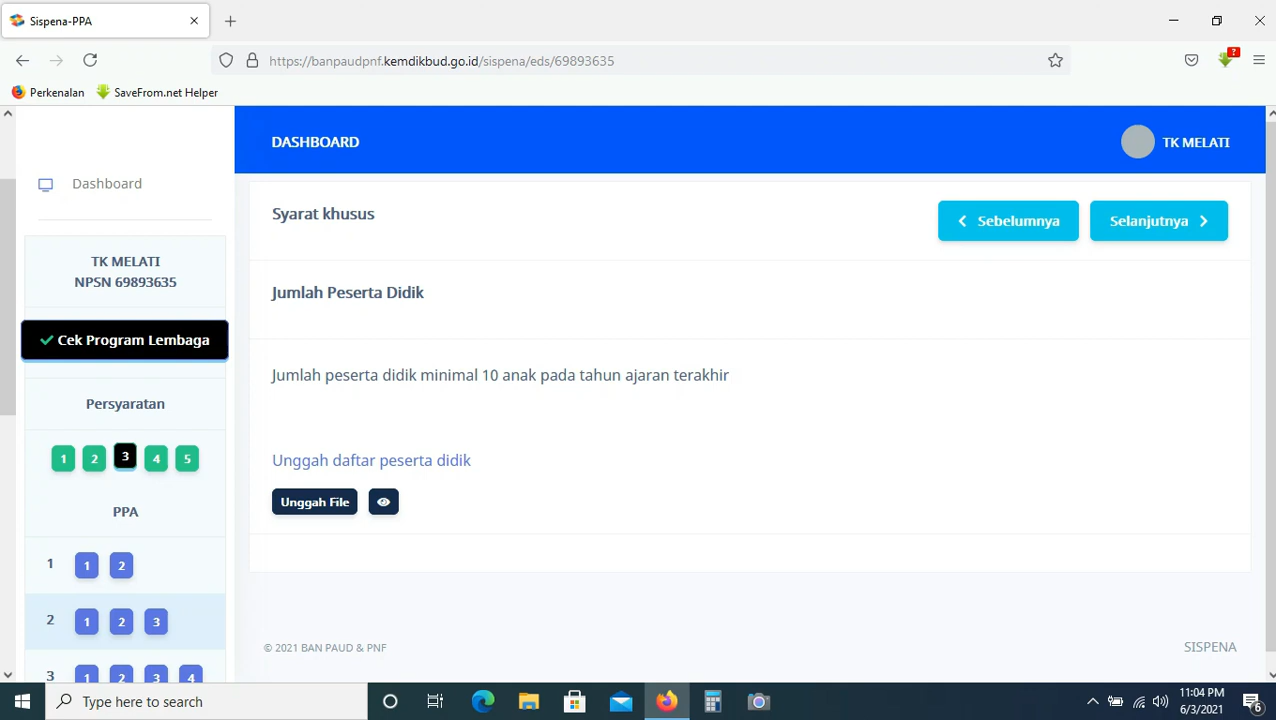 Sispena-PPA
https://banpaudpnf.kemdikbud.go.id/sispena/eds/69893635
?
Perkenalan
SaveFrom.net Helper
DASHBOARD
TK MELATI
Dashboard
TK MELATI
NPSN 69893635
Cek Program Lembaga
Persyaratan
1 2 3 4 5
PPA
1 1 2
2 1 2 3
3 1 2 3 4
Syarat khusus
Sebelumnya
Selanjutnya
Jumlah Peserta Didik
Jumlah peserta didik minimal 10 anak pada tahun ajaran terakhir
Unggah daftar peserta didik
Unggah File
© 2021 BAN PAUD & PNF
SISPENA
Type here to search
11:04 PM
6/3/2021
6